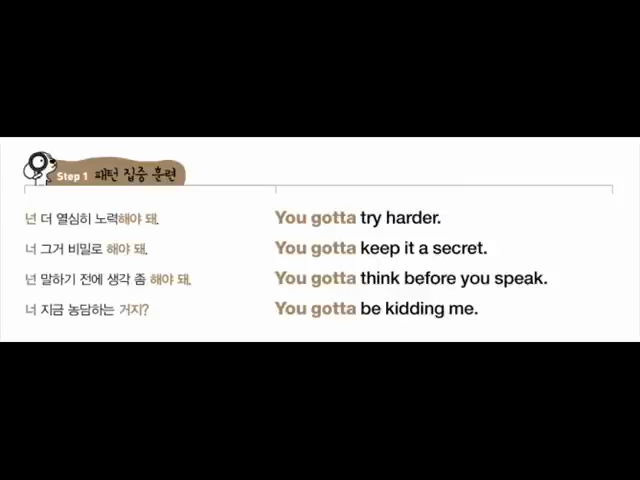 Step 1 패턴 집중 훈련
넌 더 열심히 노력해야 돼. You gotta try harder.
너 그거 비밀로 해야 돼. You gotta keep it a secret.
넌 말하기 전에 생각 좀 해야 돼. You gotta think before you speak.
너 지금 농담하는 거지? You gotta be kidding me.